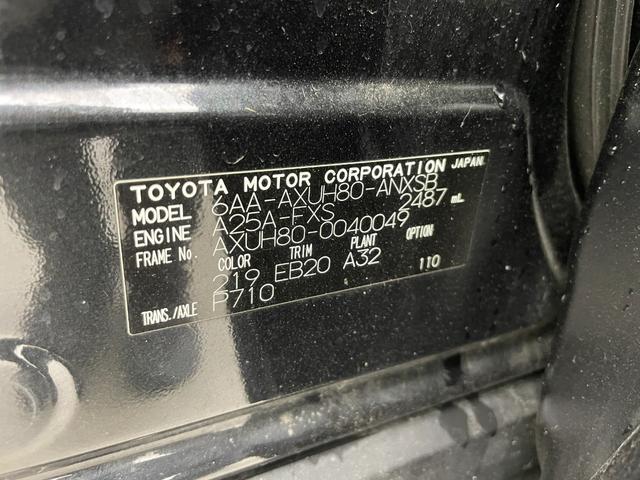 TOYOTA MOTOR CORPORATION JAPAN
MODEL 6AA-AXUH80-ANXSB
ENGINE A25A-FXS 2487 mL
FRAME No. AXUH80-0040049
COLOR TRIM PLANT OPTION
219 EB20 A32 110
TRANS./AXLE P710